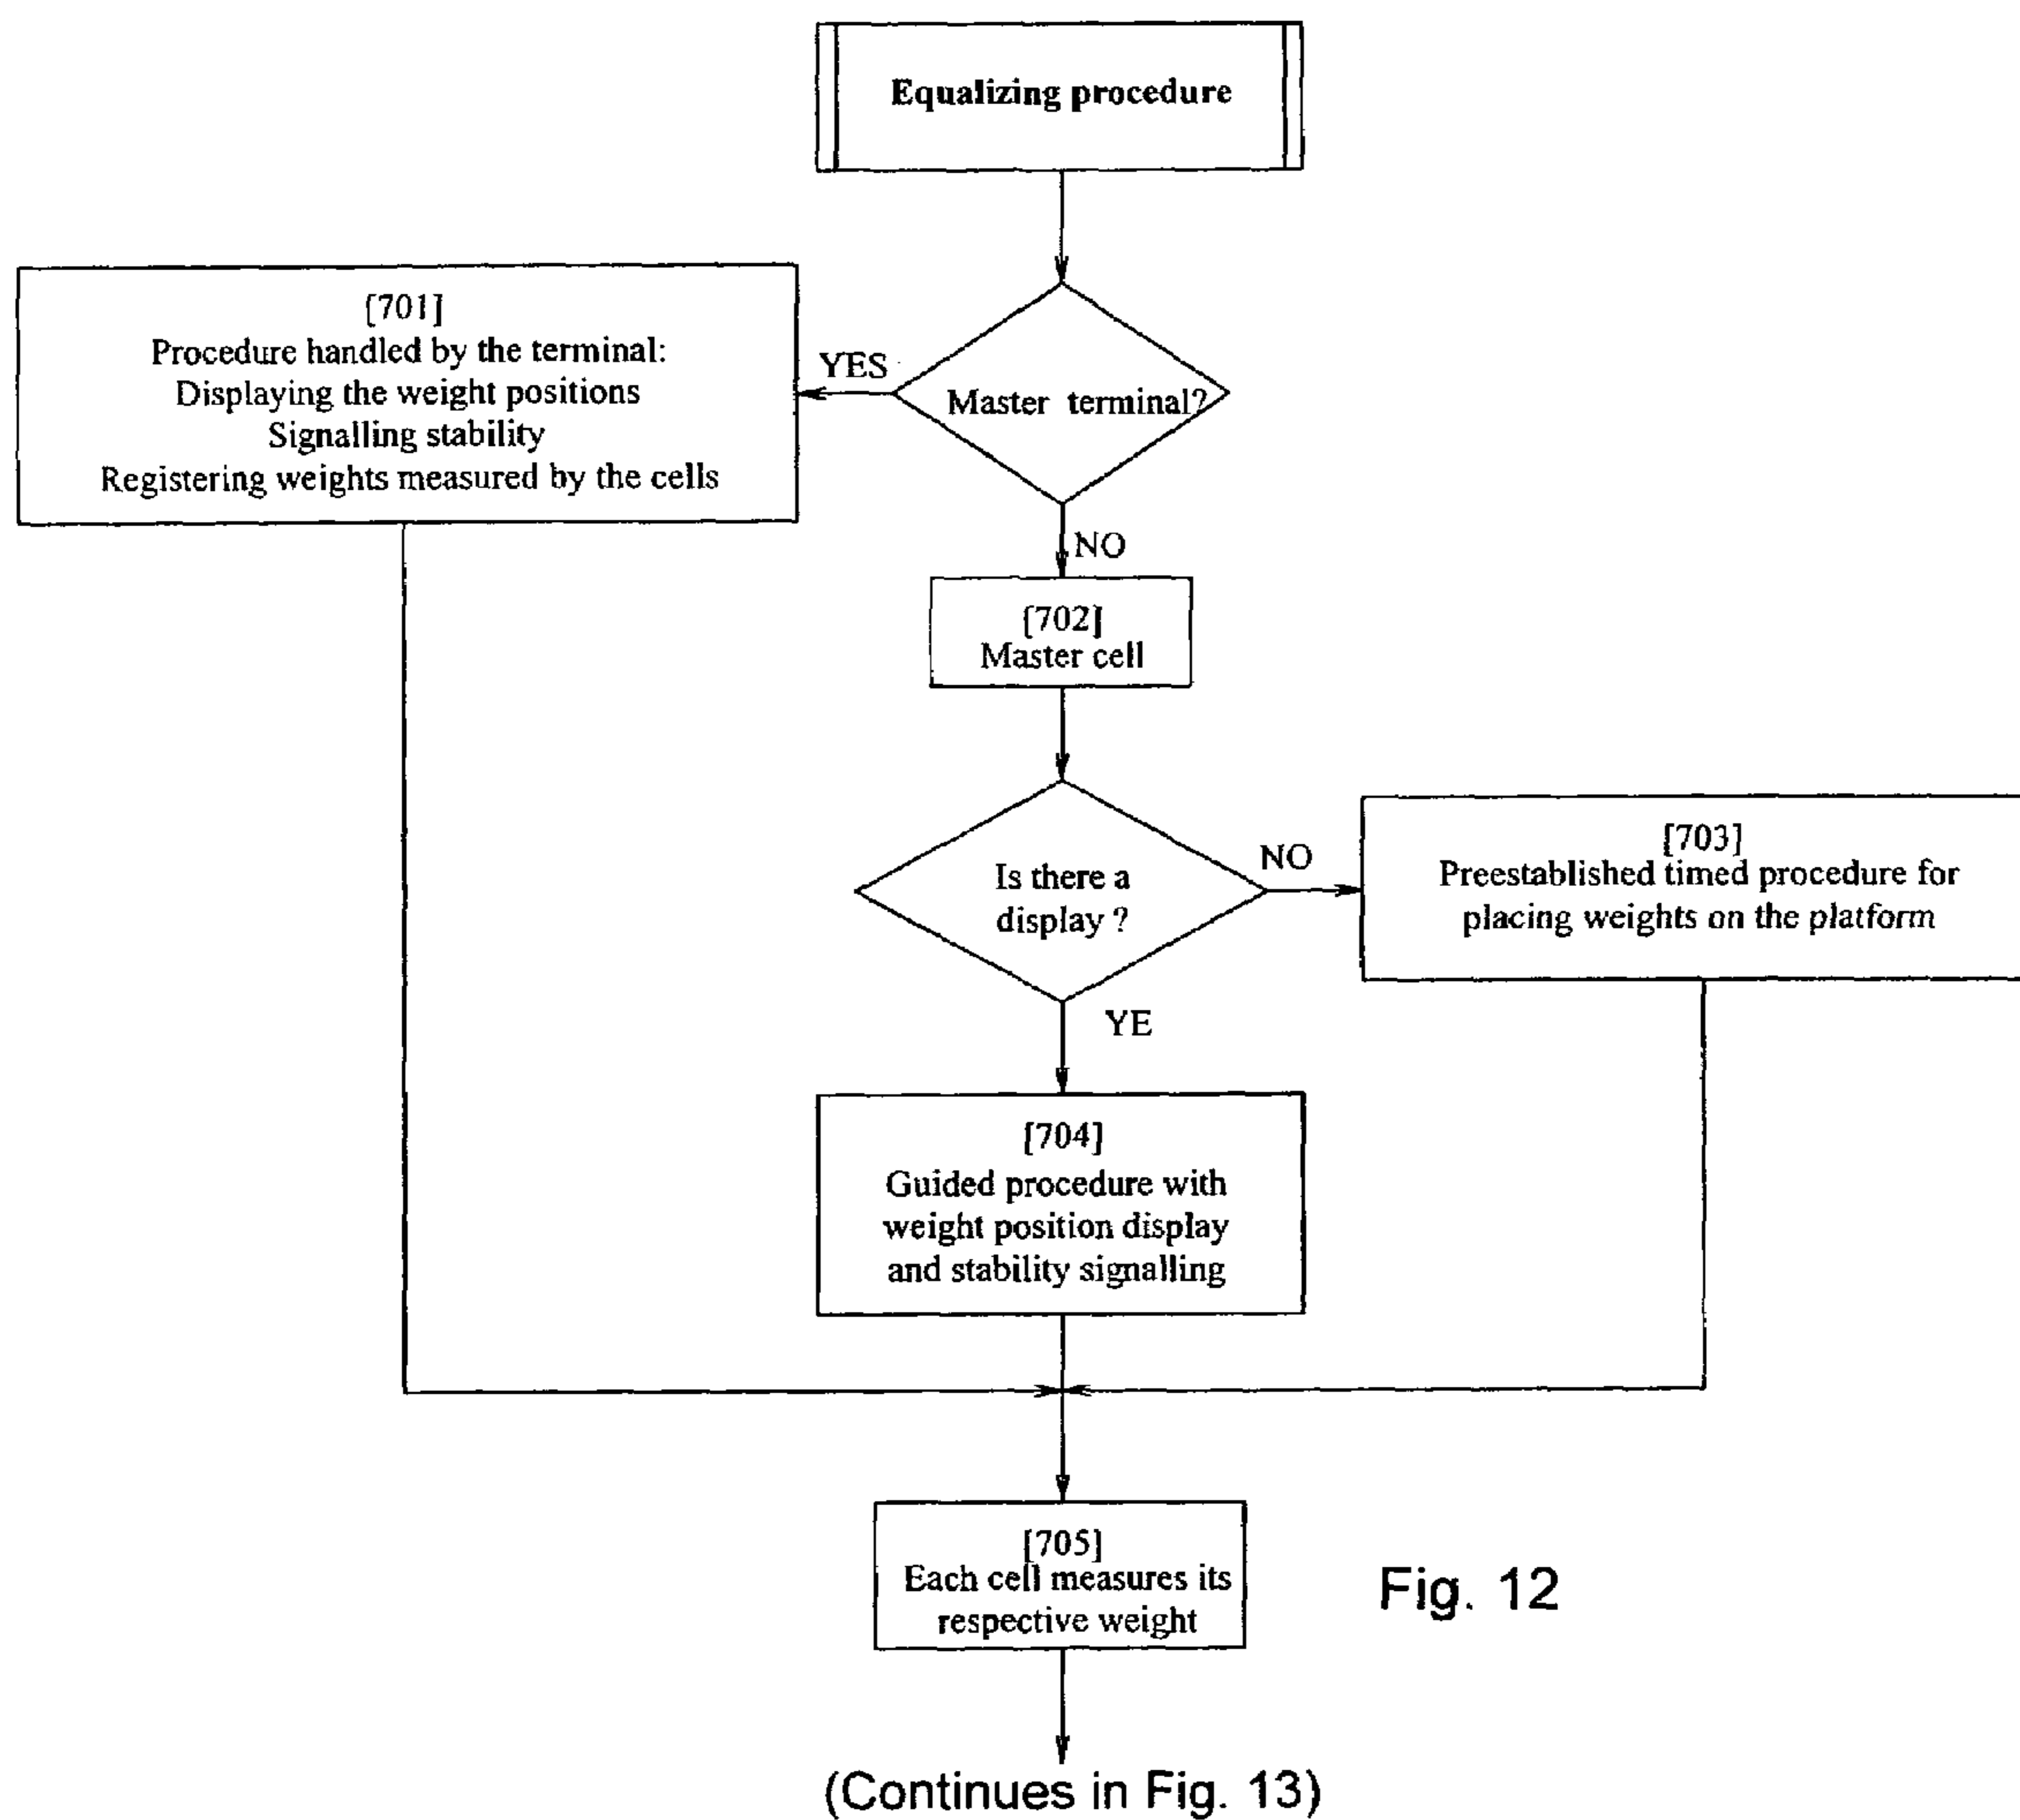 Equalizing procedure
[701]
Procedure handled by the terminal:
Displaying the weight positions
Signalling stability
Registering weights measured by the cells
YES
Master terminal?
NO
[702]
Master cell
Is there a
display ?
NO
[703]
Preestablished timed procedure for
placing weights on the platform
YE
[704]
Guided procedure with
weight position display
and stability signalling
[705]
Each cell measures its
respective weight
Fig. 12
(Continues in Fig. 13)